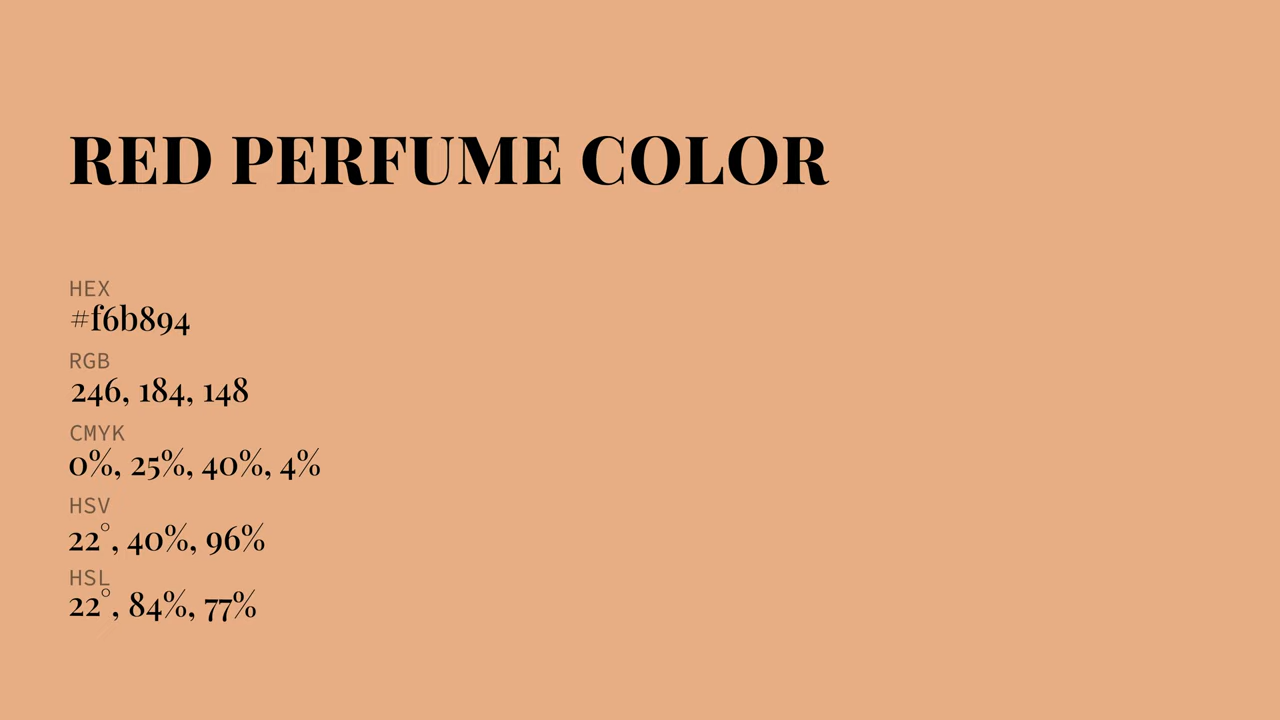 RED PERFUME COLOR
HEX
#f6b894
RGB
246, 184, 148
CMYK
0%, 25%, 40%, 4%
HSV
22°, 40%, 96%
HSL
22°, 84%, 77%